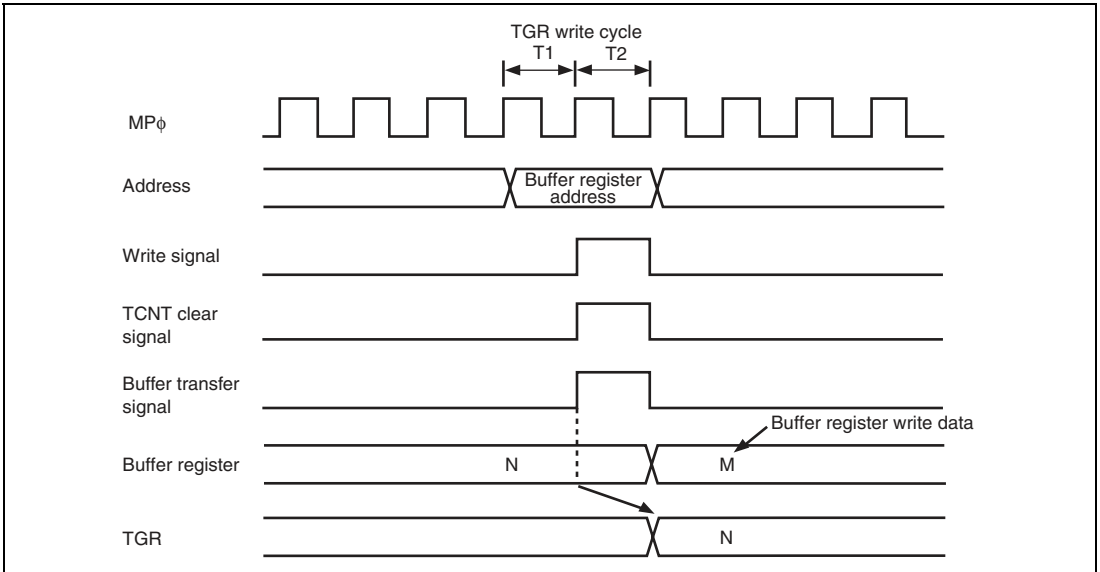 TGR write cycle
T1 T2
MPϕ
Address
Buffer register
address
Write signal
TCNT clear
signal
Buffer transfer
signal
Buffer register write data
Buffer register
N
M
TGR
N